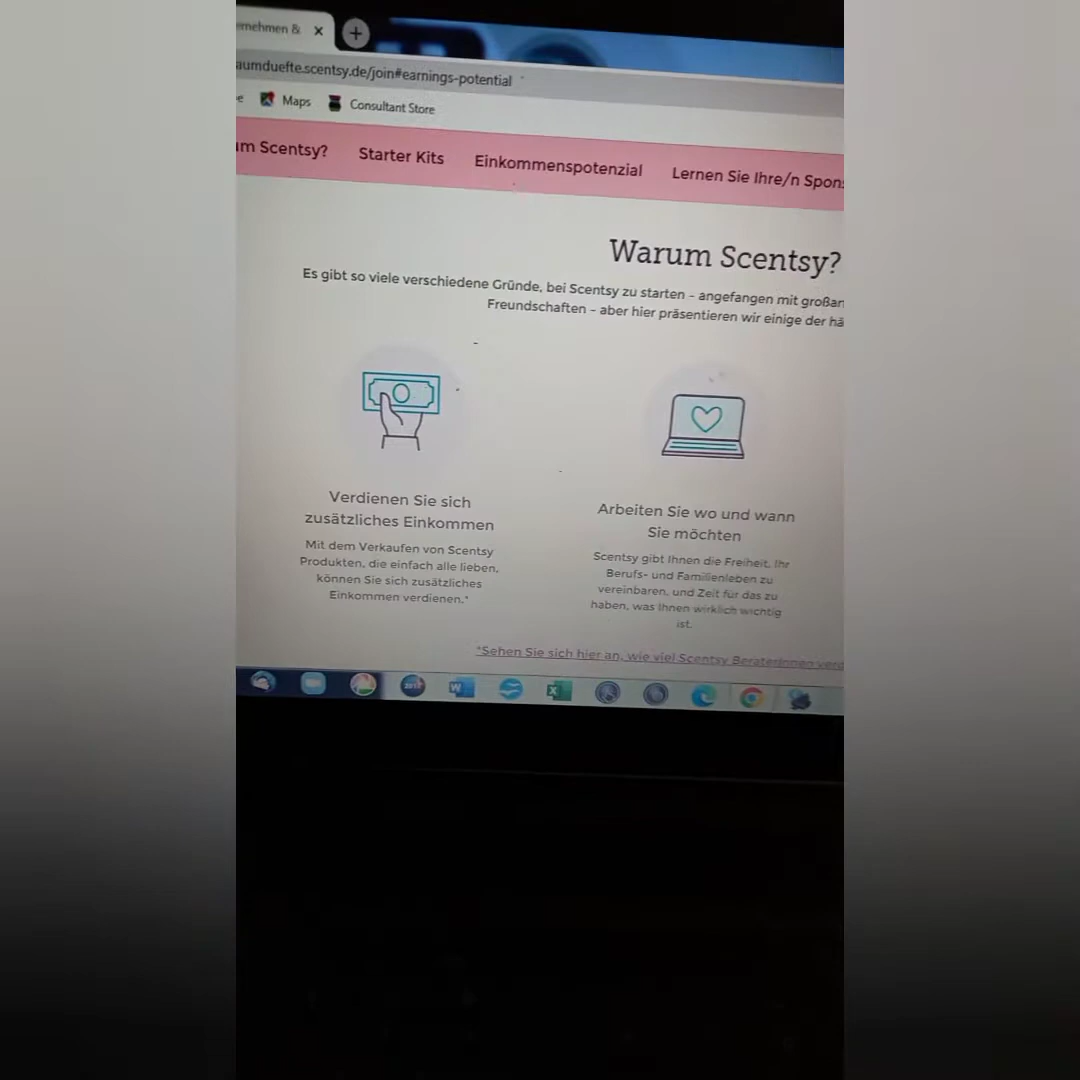 ernehmen &
aumduefte.scentsy.de/join#earnings-potential
e Maps Consultant Store
um Scentsy? Starter Kits Einkommenspotenzial Lernen Sie Ihre/n Spons
Warum Scentsy?
Es gibt so viele verschiedene Gründe, bei Scentsy zu starten – angefangen mit großar
Freundschaften – aber hier präsentieren wir einige der hä
Verdienen Sie sich
zusätzliches Einkommen
Mit dem Verkaufen von Scentsy
Produkten, die einfach alle lieben,
können Sie sich zusätzliches
Einkommen verdienen.*
Arbeiten Sie wo und wann
Sie möchten
Scentsy gibt Ihnen die Freiheit, Ihr
Berufs- und Familienleben zu
vereinbaren, und Zeit für das zu
haben, was Ihnen wirklich wichtig
ist.
*Sehen Sie sich hier an, wie viel Scentsy BeraterInnen verd
2017
W
X